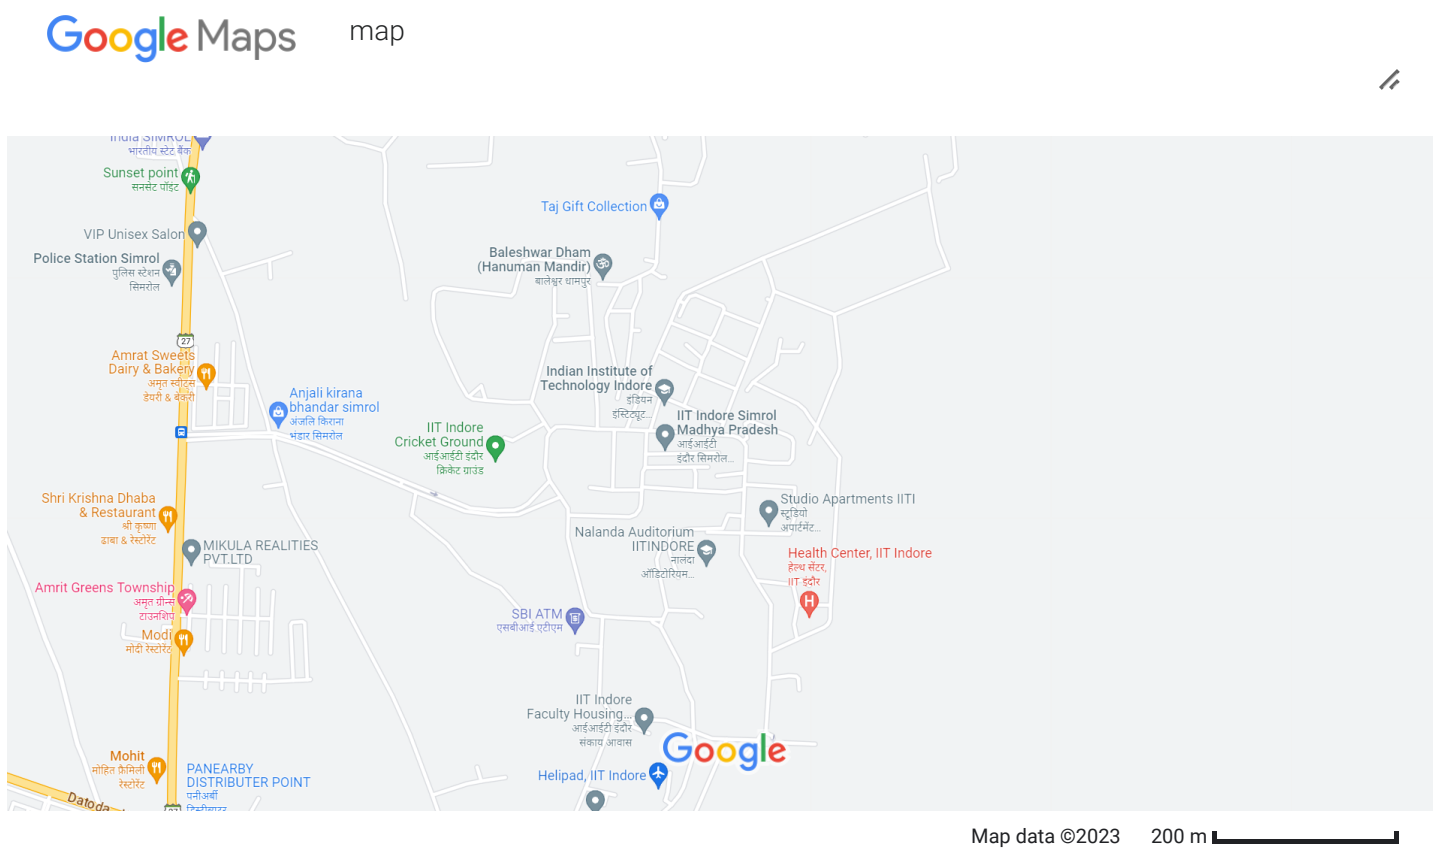 Google Maps
map
India SIMROL
भारतीय स्टेट बैंक
Sunset point
सनसेट पॉइंट
VIP Unisex Salon
Police Station Simrol
पुलिस स्टेशन
सिमरोल
Taj Gift Collection
Baleshwar Dham
(Hanuman Mandir)
बालेश्वर धामपुर
27
Amrat Sweets
Dairy & Bakery
अमृत स्वीट्स
डेयरी & बेकरी
Anjali kirana
bhandar simrol
अंजलि किराना
भंडार सिमरोल
Indian Institute of
Technology Indore
इंडियन
इंस्टिट्यूट...
IIT Indore Simrol
Madhya Pradesh
आईआईटी
इंदौर सिमरोल...
IIT Indore
Cricket Ground
आईआईटी इंदौर
क्रिकेट ग्राउंड
Shri Krishna Dhaba
& Restaurant
श्री कृष्णा
ढाबा & रेस्टोरेंट
Studio Apartments IITI
स्टूडियो
अपार्टमेंट...
MIKULA REALITIES
PVT.LTD
Nalanda Auditorium
IITINDORE
नालंदा
ऑडिटोरियम...
Health Center, IIT Indore
हेल्थ सेंटर,
IIT इंदौर
Amrit Greens Township
अमृत ग्रीन्स
टाउनशिप
Modi
मोदी रेस्टोरेंट
SBI ATM
एसबीआई एटीएम
IIT Indore
Faculty Housing...
आईआईटी इंदौर
संकाय आवास
Google
Helipad, IIT Indore
Mohit
मोहित फ़ैमिली
रेस्टोरेंट
PANEARBY
DISTRIBUTER POINT
पनीअर्बी
डिस्ट्रीब्यूटर
Datoda
27
Map data ©2023
200 m